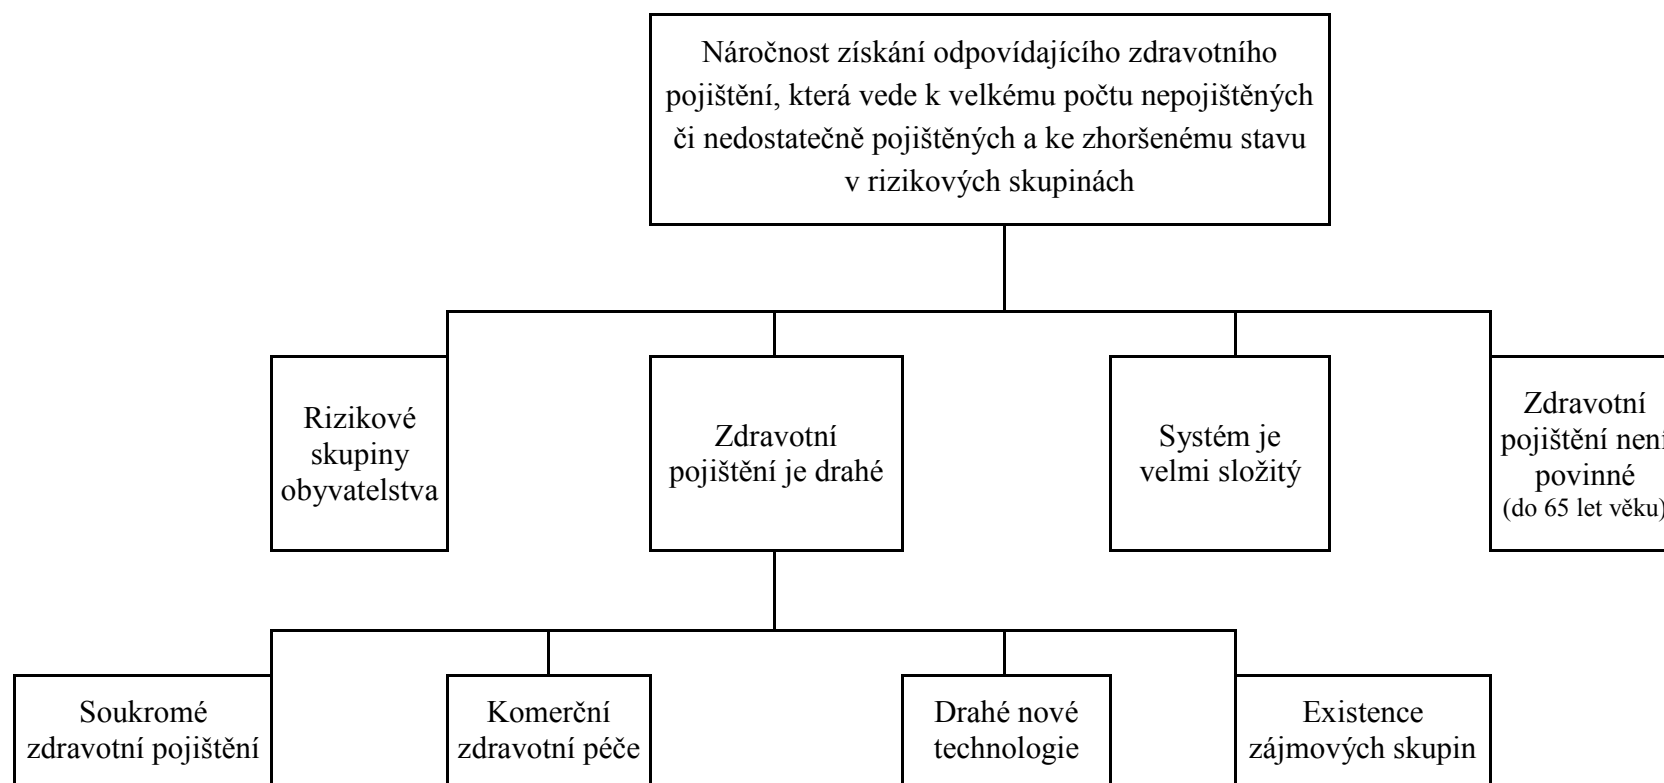 Náročnost získání odpovídajícího zdravotního
pojištění, která vede k velkému počtu nepojištěných
či nedostatečně pojištěných a ke zhoršenému stavu
v rizikových skupinách
Rizikové
skupiny
obyvatelstva
Zdravotní
pojištění je drahé
Systém je
velmi složitý
Zdravotní
pojištění není
povinné
(do 65 let věku)
Soukromé
zdravotní pojištění
Komerční
zdravotní péče
Drahé nové
technologie
Existence
zájmových skupin